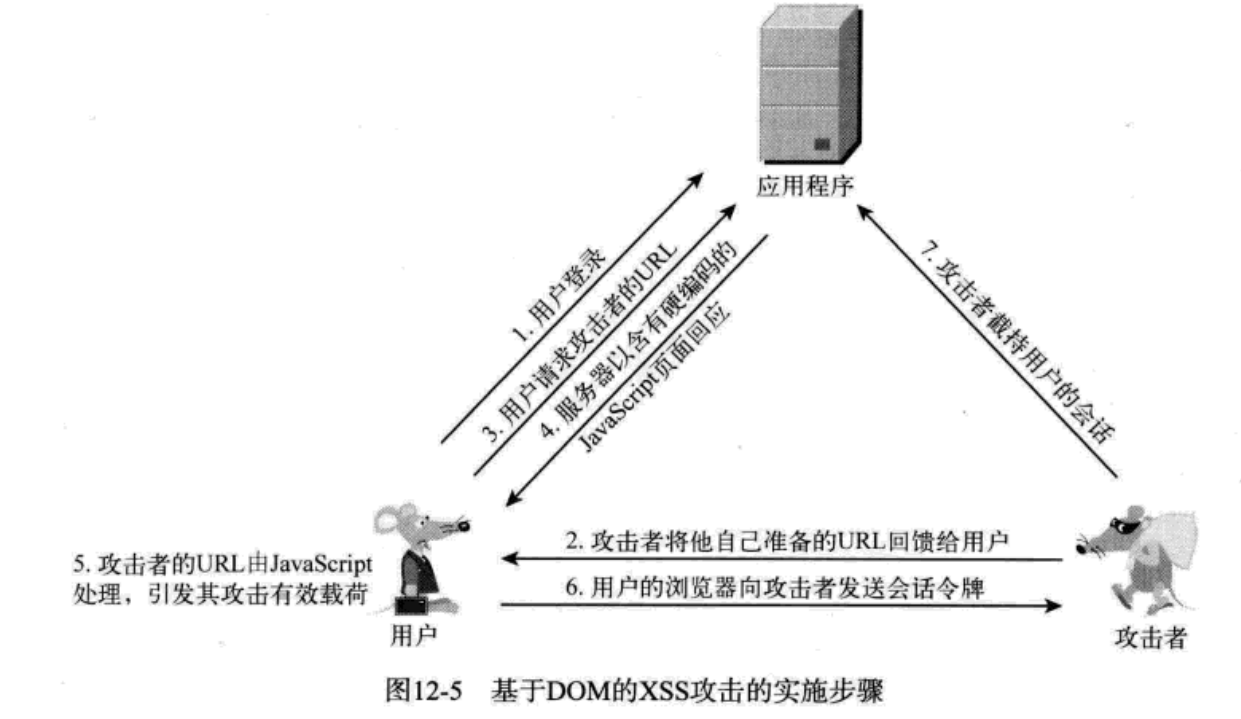 应用程序
1. 用户登录
3. 用户请求攻击者的URL
4. 服务器以含有硬编码的
JavaScript页面回应
7. 攻击者截持用户的会话
2. 攻击者将他自己准备的URL回馈给用户
5. 攻击者的URL由JavaScript
处理，引发其攻击有效载荷
6. 用户的浏览器向攻击者发送会话令牌
用户
攻击者
图12-5 基于DOM的XSS攻击的实施步骤